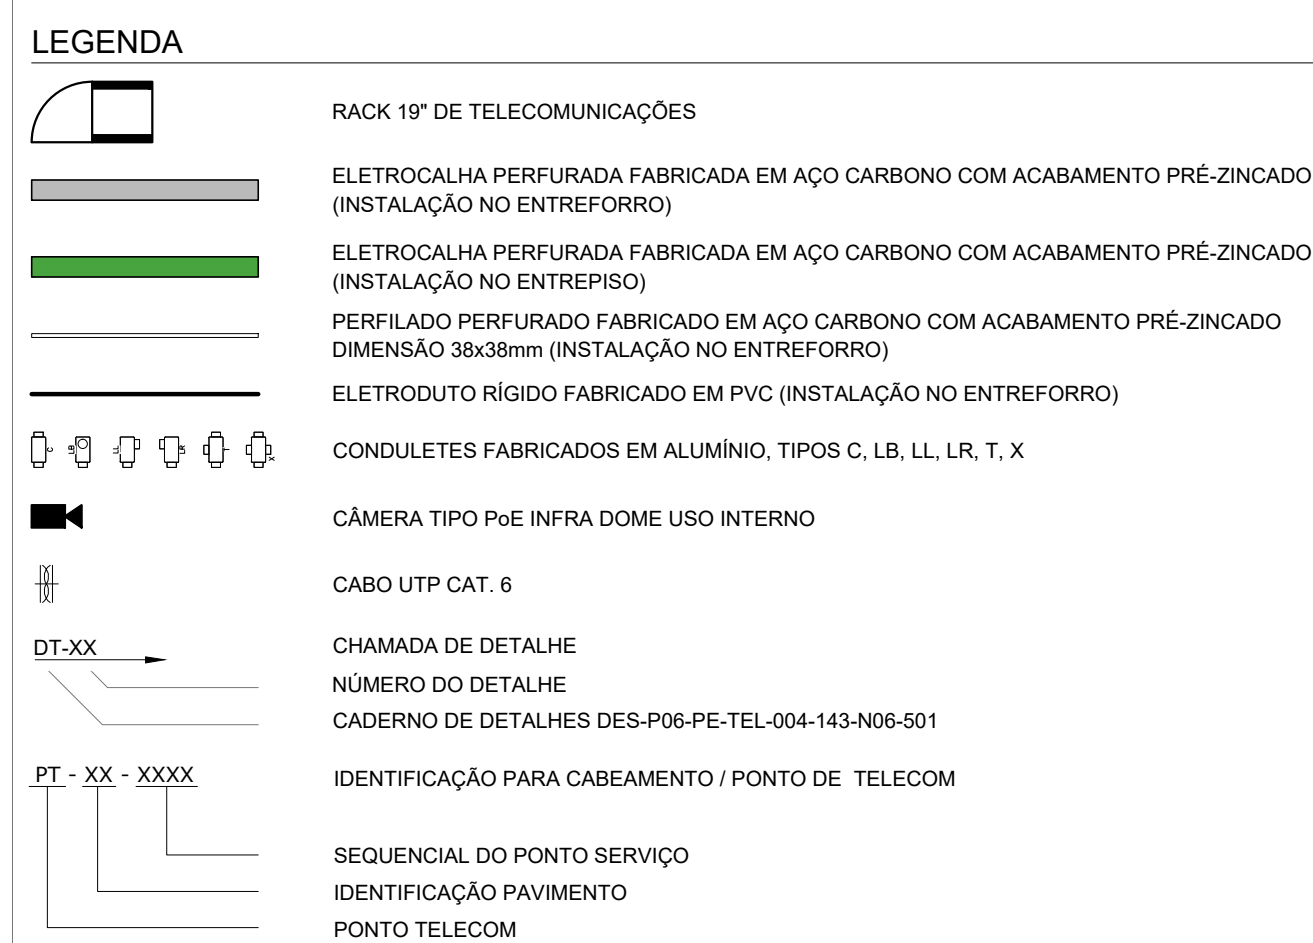 LEGENDA
RACK 19" DE TELECOMUNICAÇÕES
ELETROCALHA PERFURADA FABRICADA EM AÇO CARBONO COM ACABAMENTO PRÉ-ZINCADO
(INSTALAÇÃO NO ENTREFORRO)
ELETROCALHA PERFURADA FABRICADA EM AÇO CARBONO COM ACABAMENTO PRÉ-ZINCADO
(INSTALAÇÃO NO ENTREPISO)
PERFILADO PERFURADO FABRICADO EM AÇO CARBONO COM ACABAMENTO PRÉ-ZINCADO
DIMENSÃO 38x38mm (INSTALAÇÃO NO ENTREFORRO)
ELETRODUTO RÍGIDO FABRICADO EM PVC (INSTALAÇÃO NO ENTREFORRO)
C LB LL LR T X
CONDULETES FABRICADOS EM ALUMÍNIO, TIPOS C, LB, LL, LR, T, X
CÂMERA TIPO PoE INFRA DOME USO INTERNO
CABO UTP CAT. 6
DT-XX
CHAMADA DE DETALHE
NÚMERO DO DETALHE
CADERNO DE DETALHES DES-P06-PE-TEL-004-143-N06-501
PT - XX - XXXX
IDENTIFICAÇÃO PARA CABEAMENTO / PONTO DE TELECOM
SEQUENCIAL DO PONTO SERVIÇO
IDENTIFICAÇÃO PAVIMENTO
PONTO TELECOM